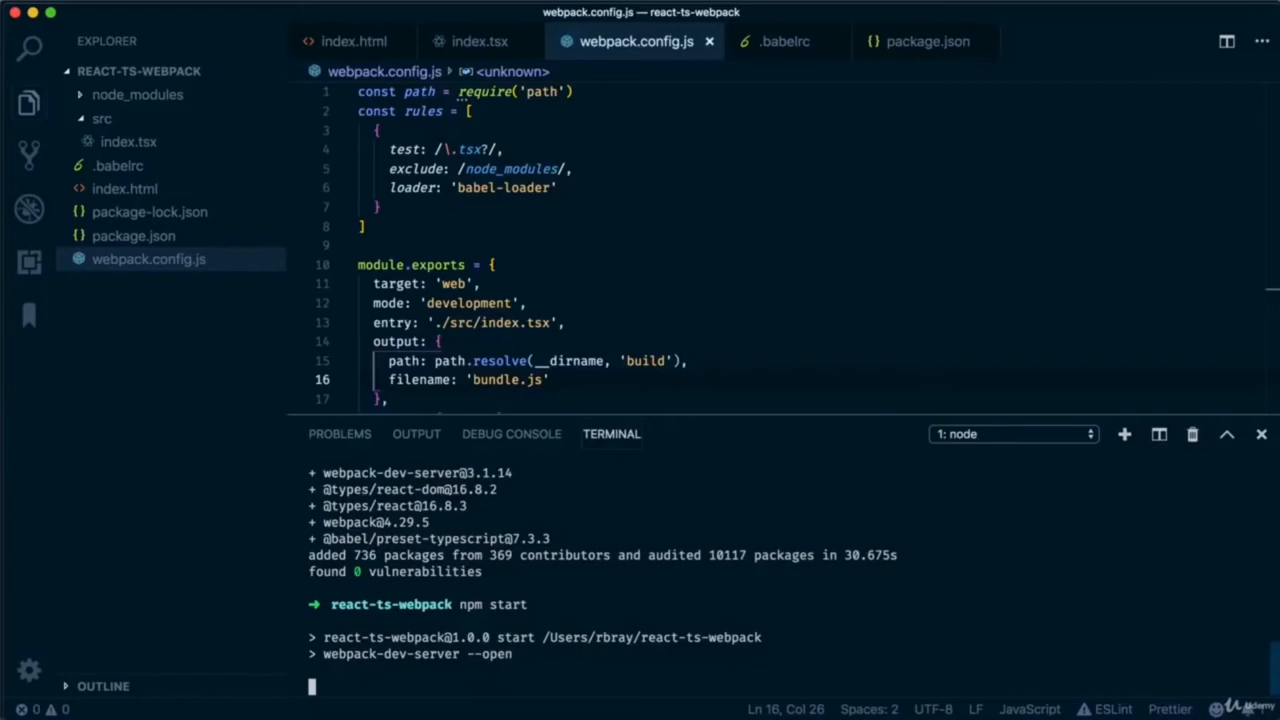 webpack.config.js — react-ts-webpack
EXPLORER
REACT-TS-WEBPACK
node_modules
src
index.tsx
.babelrc
index.html
package-lock.json
package.json
webpack.config.js
OUTLINE
index.html
index.tsx
webpack.config.js
.babelrc
package.json
webpack.config.js <unknown>
1 const path = require('path')
2 const rules = [
3 {
4 test: /\.tsx?/,
5 exclude: /node_modules/,
6 loader: 'babel-loader'
7 }
8 ]
9
10 module.exports = {
11 target: 'web',
12 mode: 'development',
13 entry: './src/index.tsx',
14 output: {
15 path: path.resolve(__dirname, 'build'),
16 filename: 'bundle.js'
17 },
PROBLEMS OUTPUT DEBUG CONSOLE TERMINAL 1: node
+ webpack-dev-server@3.1.14
+ @types/react-dom@16.8.2
+ @types/react@16.8.3
+ webpack@4.29.5
+ @babel/preset-typescript@7.3.3
added 736 packages from 369 contributors and audited 10117 packages in 30.675s
found 0 vulnerabilities
➜ react-ts-webpack npm start
> react-ts-webpack@1.0.0 start /Users/rbray/react-ts-webpack
> webpack-dev-server --open
0 0 Ln 16, Col 26 Spaces: 2 UTF-8 LF JavaScript ESLint Prettier
Udemy